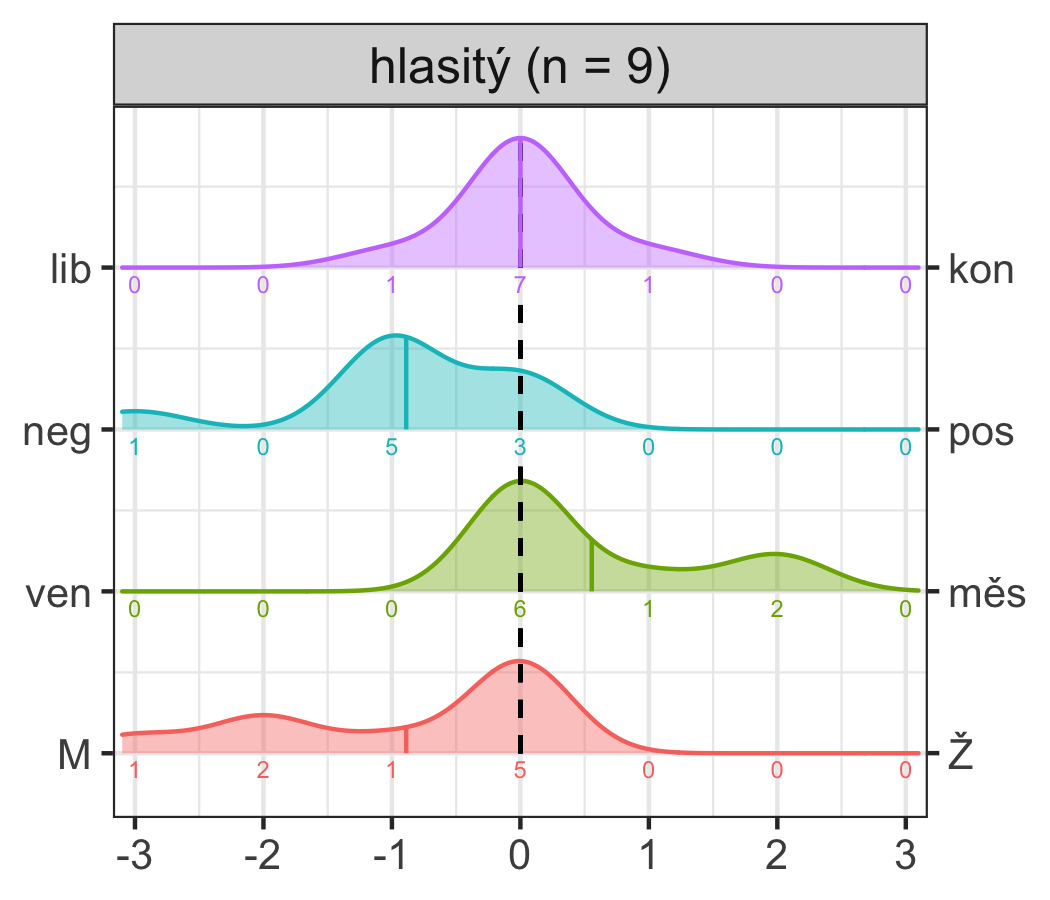 hlasitý (n = 9)
lib kon
0 0 1 7 1 0 0
neg pos
1 0 5 3 0 0 0
ven měs
0 0 0 6 1 2 0
M Ž
1 2 1 5 0 0 0
-3 -2 -1 0 1 2 3